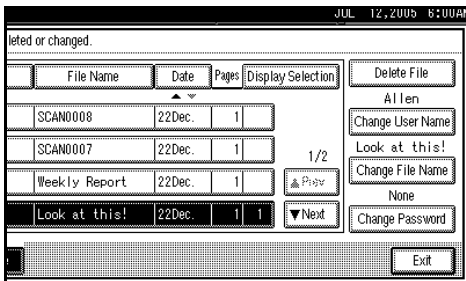 JUL 12,2005 6:00AM
leted or changed.
File Name Date Pages Display Selection Delete File
Allen
SCAN0008 22Dec. 1 Change User Name
Look at this!
SCAN0007 22Dec. 1 1/2
Change File Name
Weekly Report 22Dec. 1 ▲Prev.
None
Look at this! 22Dec. 1 1 ▼Next Change Password
Exit